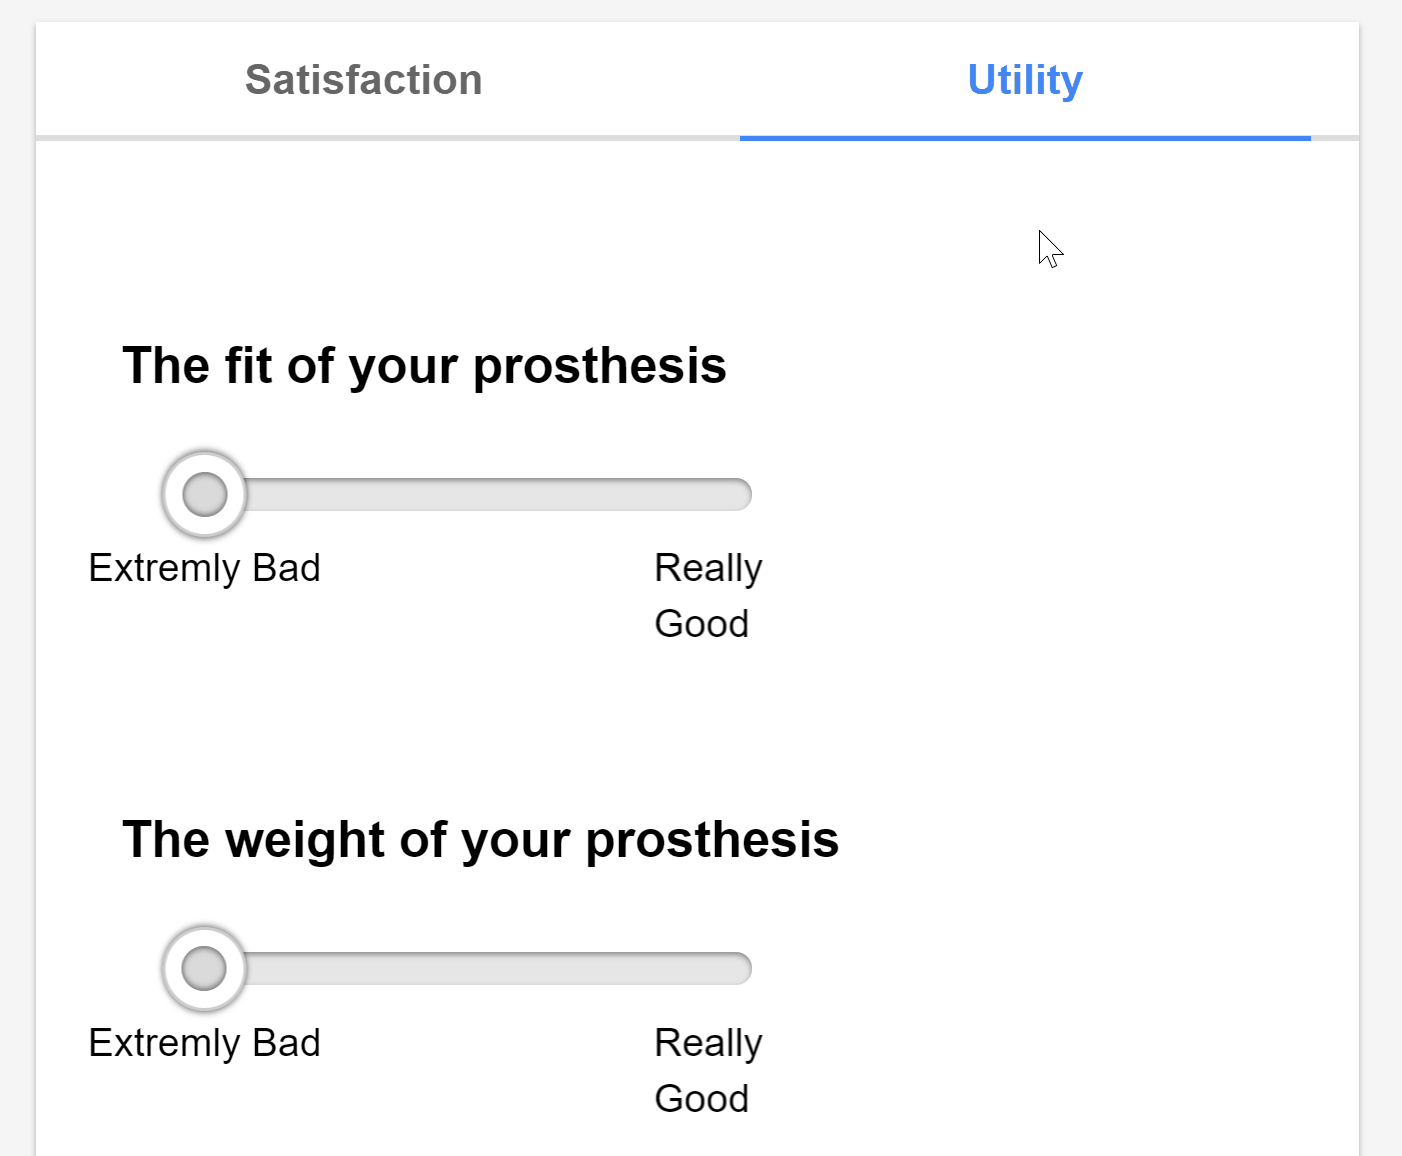 Satisfaction Utility
The fit of your prosthesis
Extremly Bad Really
Good
The weight of your prosthesis
Extremly Bad Really
Good